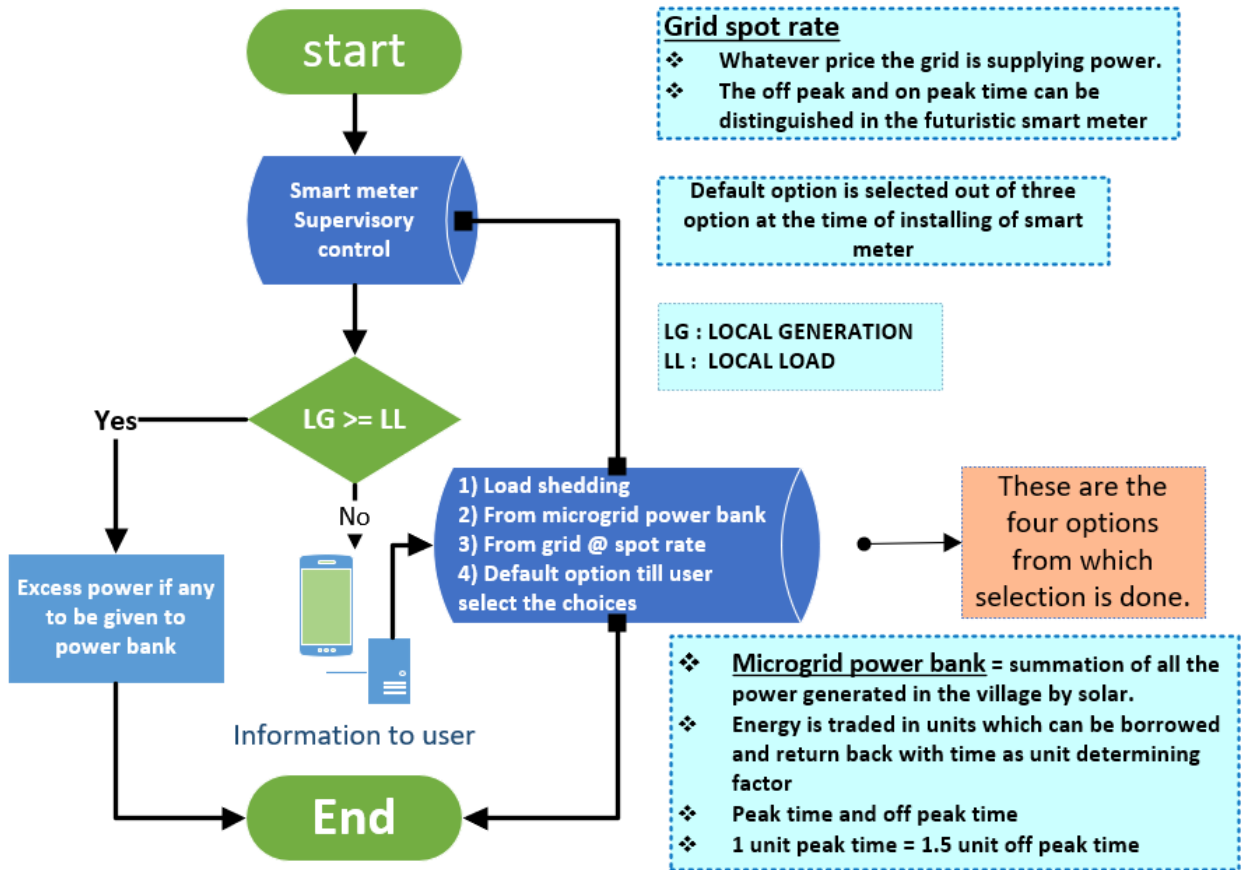 start
Grid spot rate
❖ Whatever price the grid is supplying power.
❖ The off peak and on peak time can be
distinguished in the futuristic smart meter
Smart meter
Supervisory
control
Default option is selected out of three
option at the time of installing of smart
meter
LG : LOCAL GENERATION
LL : LOCAL LOAD
Yes
LG >= LL
No
1) Load shedding
2) From microgrid power bank
3) From grid @ spot rate
4) Default option till user
select the choices
These are the
four options
from which
selection is done.
Excess power if any
to be given to
power bank
Information to user
❖ Microgrid power bank = summation of all the
power generated in the village by solar.
❖ Energy is traded in units which can be borrowed
and return back with time as unit determining
factor
❖ Peak time and off peak time
❖ 1 unit peak time = 1.5 unit off peak time
End